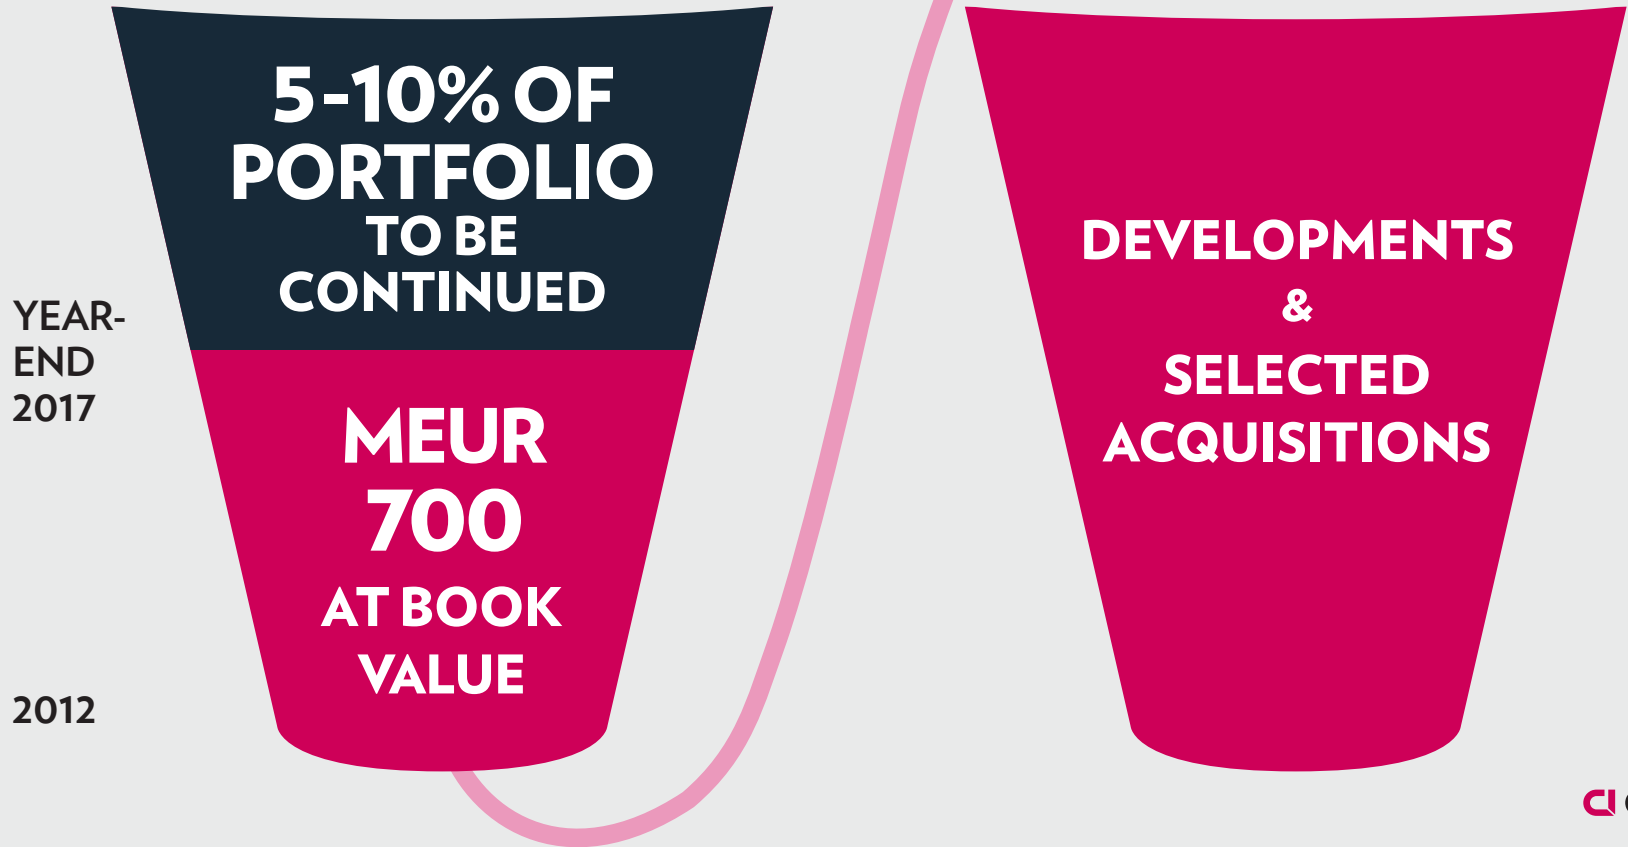 5-10% OF
PORTFOLIO
TO BE
CONTINUED
YEAR-
END
2017
MEUR
700
AT BOOK
VALUE
2012
DEVELOPMENTS
&
SELECTED
ACQUISITIONS